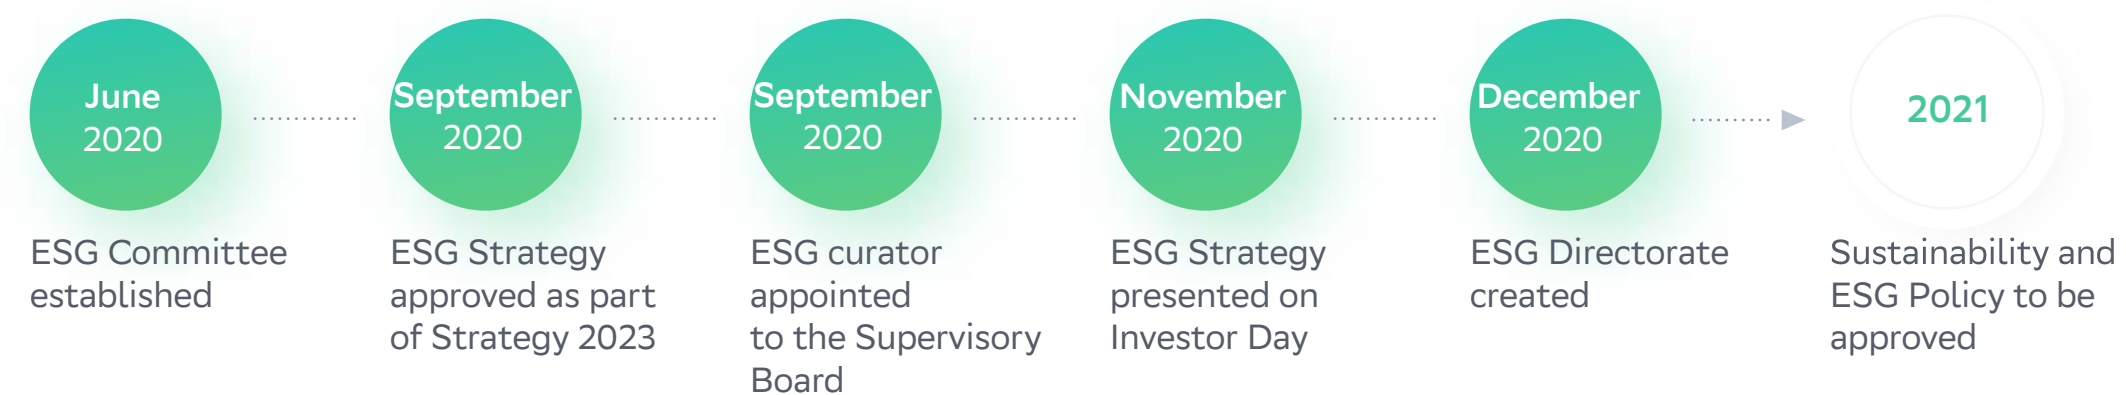 June
2020
ESG Committee
established
September
2020
ESG Strategy
approved as part
of Strategy 2023
September
2020
ESG curator
appointed
to the Supervisory
Board
November
2020
ESG Strategy
presented on
Investor Day
December
2020
ESG Directorate
created
2021
Sustainability and
ESG Policy to be
approved